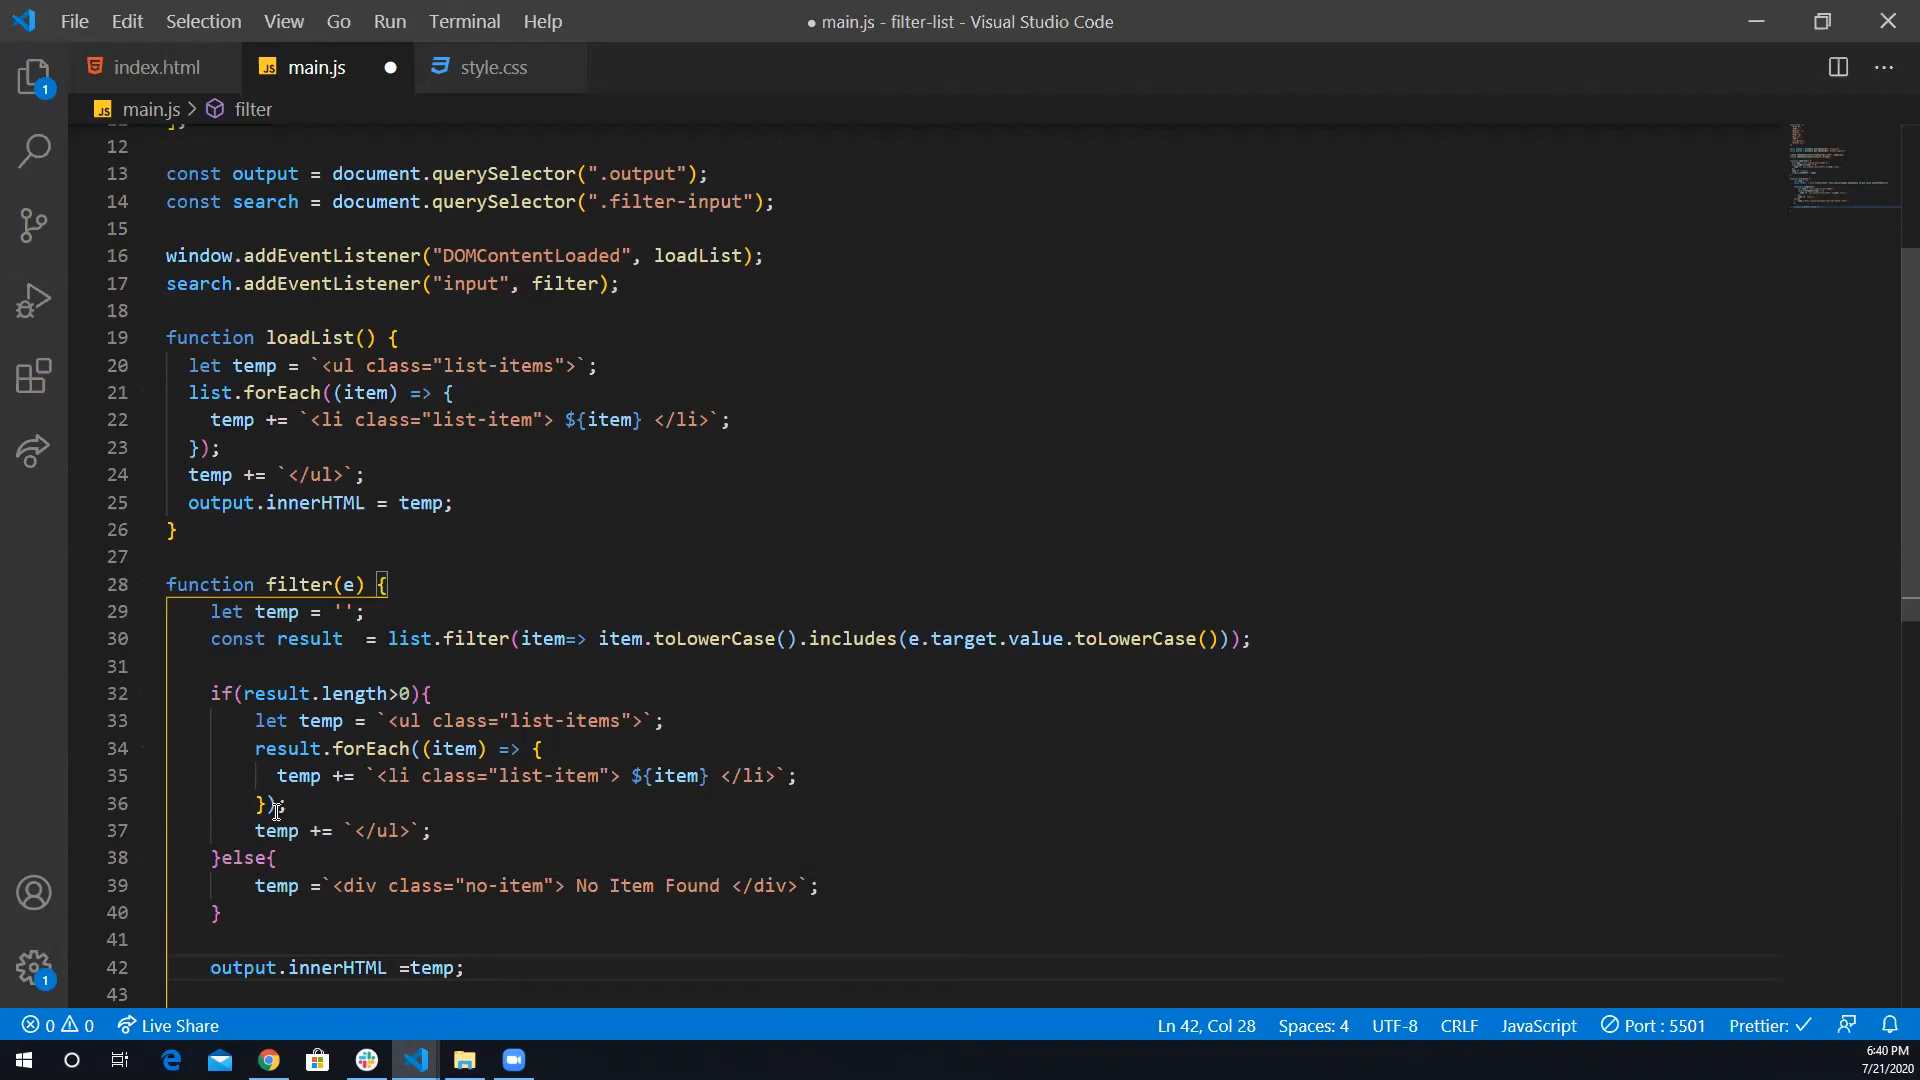 File Edit Selection View Go Run Terminal Help
● main.js - filter-list - Visual Studio Code
index.html
JS main.js ●
style.css
JS main.js > filter
12
13 const output = document.querySelector(".output");
14 const search = document.querySelector(".filter-input");
15
16 window.addEventListener("DOMContentLoaded", loadList);
17 search.addEventListener("input", filter);
18
19 function loadList() {
20 let temp = `<ul class="list-items">`;
21 list.forEach((item) => {
22 temp += `<li class="list-item"> ${item} </li>`;
23 });
24 temp += `</ul>`;
25 output.innerHTML = temp;
26 }
27
28 function filter(e) {
29 let temp = '';
30 const result  = list.filter(item=> item.toLowerCase().includes(e.target.value.toLowerCase()));
31
32 if(result.length>0){
33 let temp = `<ul class="list-items">`;
34 result.forEach((item) => {
35 temp += `<li class="list-item"> ${item} </li>`;
36 });
37 temp += `</ul>`;
38 }else{
39 temp =`<div class="no-item"> No Item Found </div>`;
40 }
41
42 output.innerHTML =temp;
43
1
1
0 0 Live Share
Ln 42, Col 28 Spaces: 4 UTF-8 CRLF JavaScript Port : 5501 Prettier: ✓
6:40 PM
7/21/2020